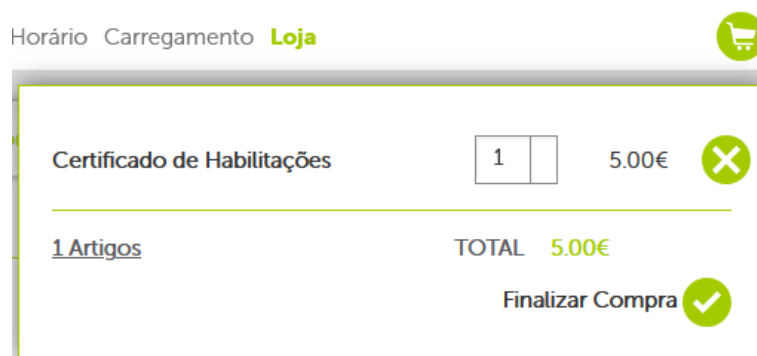 Horário Carregamento Loja
Certificado de Habilitações 1 5.00€
1 Artigos TOTAL 5.00€
Finalizar Compra